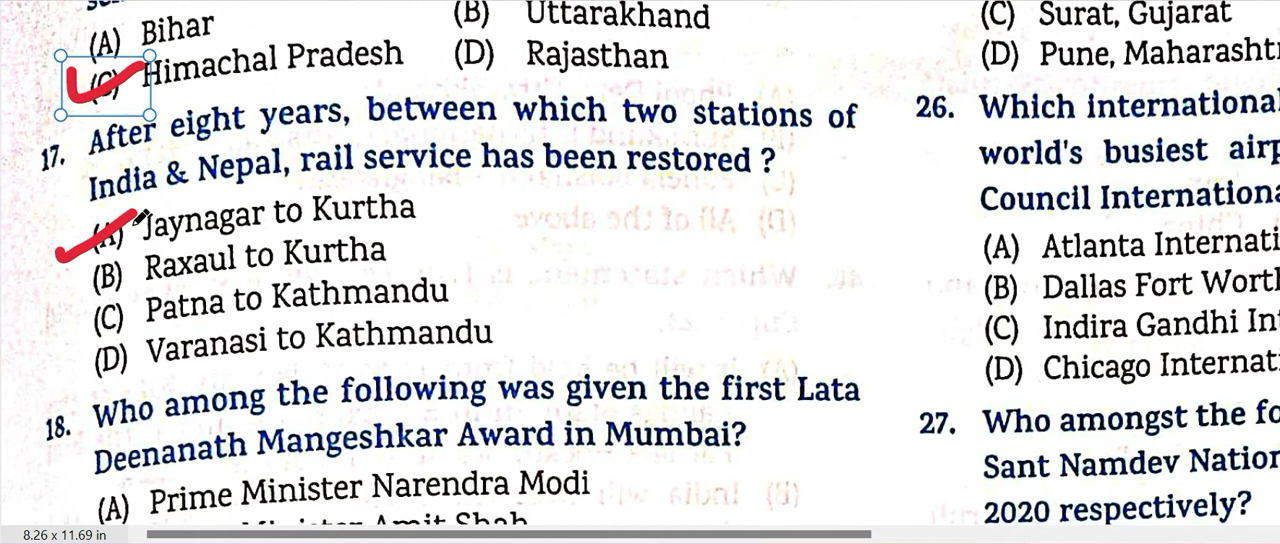 (A) Bihar
(B) Uttarakhand
(C) Himachal Pradesh
(D) Rajasthan
17. After eight years, between which two stations of
India & Nepal, rail service has been restored ?
(A) Jaynagar to Kurtha
(B) Raxaul to Kurtha
(C) Patna to Kathmandu
(D) Varanasi to Kathmandu
18. Who among the following was given the first Lata
Deenanath Mangeshkar Award in Mumbai?
(A) Prime Minister Narendra Modi
Amit Shah
(C) Surat, Gujarat
(D) Pune, Maharasht
26. Which international
world's busiest airp
Council Internationa
(A) Atlanta Internati
(B) Dallas Fort Wort
(C) Indira Gandhi In
(D) Chicago Internat
27. Who amongst the fo
Sant Namdev Nation
2020 respectively?
8.26 x 11.69 in